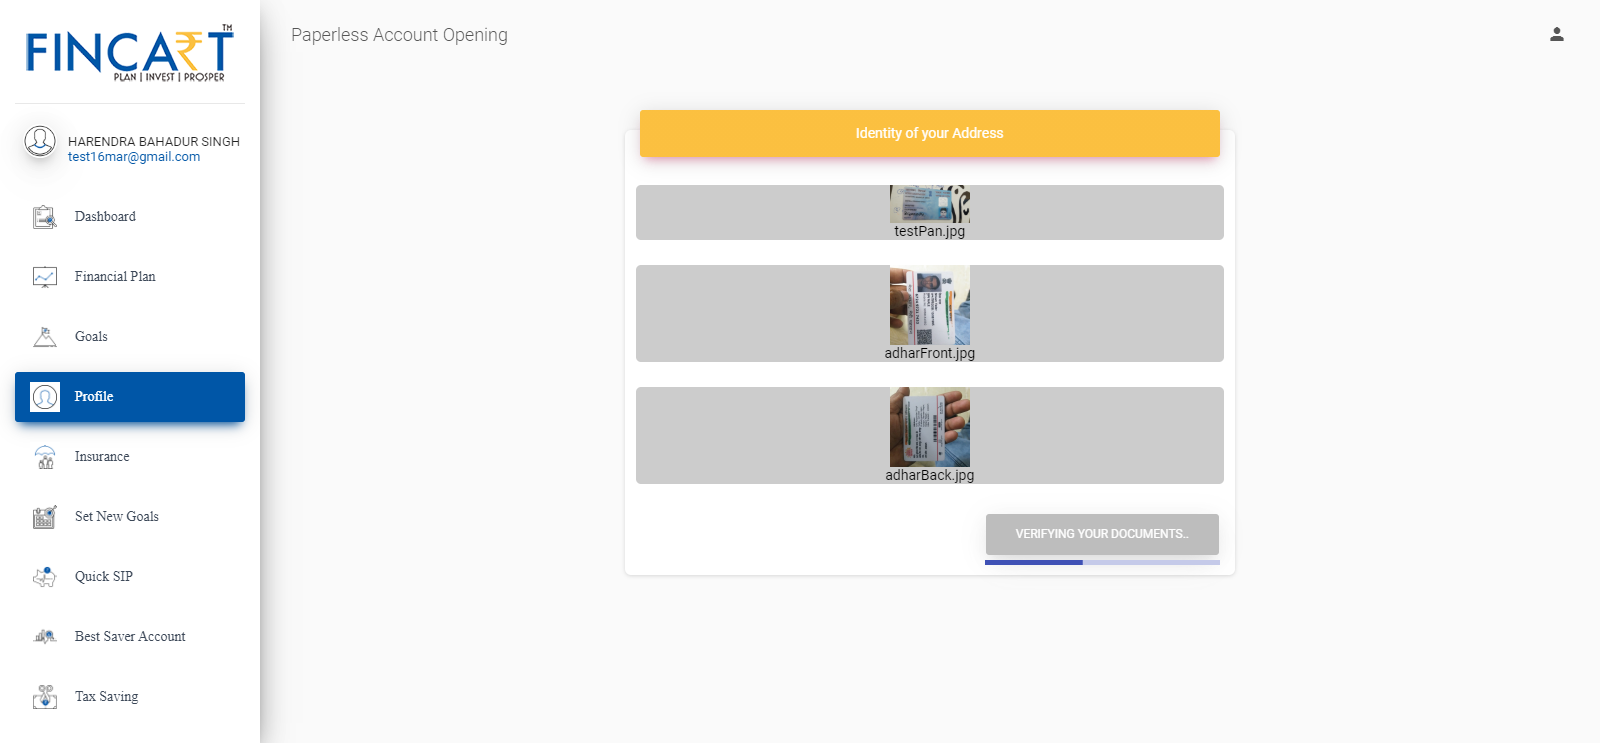 FINCART
TM
PLAN | INVEST | PROSPER
HARENDRA BAHADUR SINGH
test16mar@gmail.com
Dashboard
Financial Plan
Goals
Profile
Insurance
Set New Goals
Quick SIP
Best Saver Account
Tax Saving
Paperless Account Opening
Identity of your Address
testPan.jpg
adharFront.jpg
adharBack.jpg
VERIFYING YOUR DOCUMENTS..